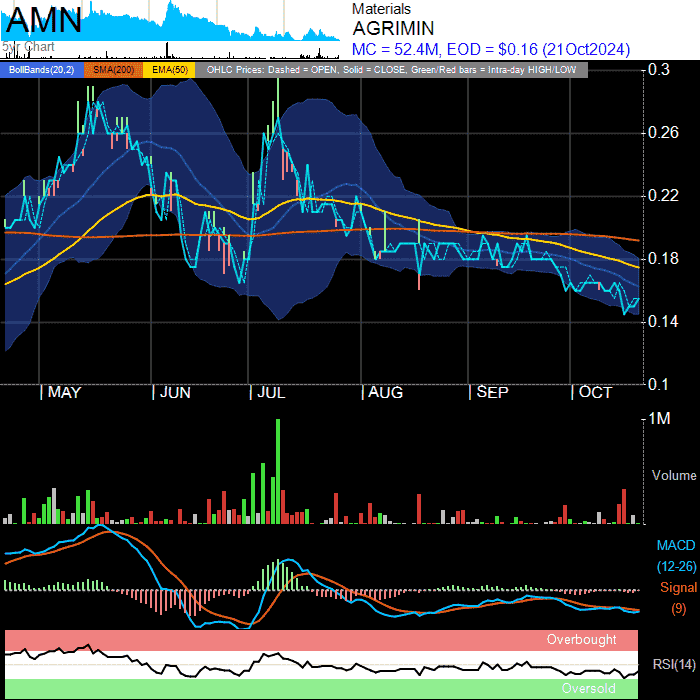 AMN
5yr Chart
Materials
AGRIMIN
MC = 52.4M, EOD = $0.16 (21Oct2024)
BollBands(20,2) SMA(200) EMA(50) OHLC Prices: Dashed = OPEN, Solid = CLOSE, Green/Red bars = Intra-day HIGH/LOW
0.3
0.26
0.22
0.18
0.14
0.1
MAY JUN JUL AUG SEP OCT
1M
Volume
MACD
(12-26)
Signal
(9)
Overbought
RSI(14)
Oversold